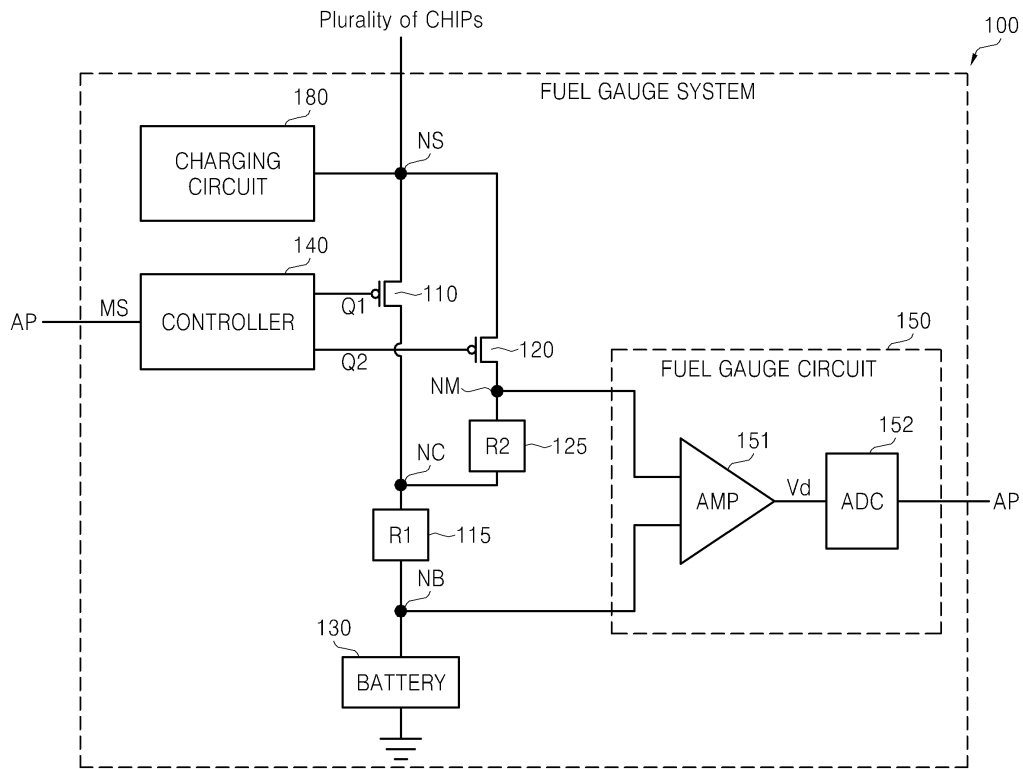 Plurality of CHIPs
100
FUEL GAUGE SYSTEM
180
CHARGING
CIRCUIT
NS
140
CONTROLLER
AP
MS
Q1
110
Q2
120
150
FUEL GAUGE CIRCUIT
NM
R2
125
NC
151
AMP
Vd
152
ADC
AP
R1
115
NB
130
BATTERY